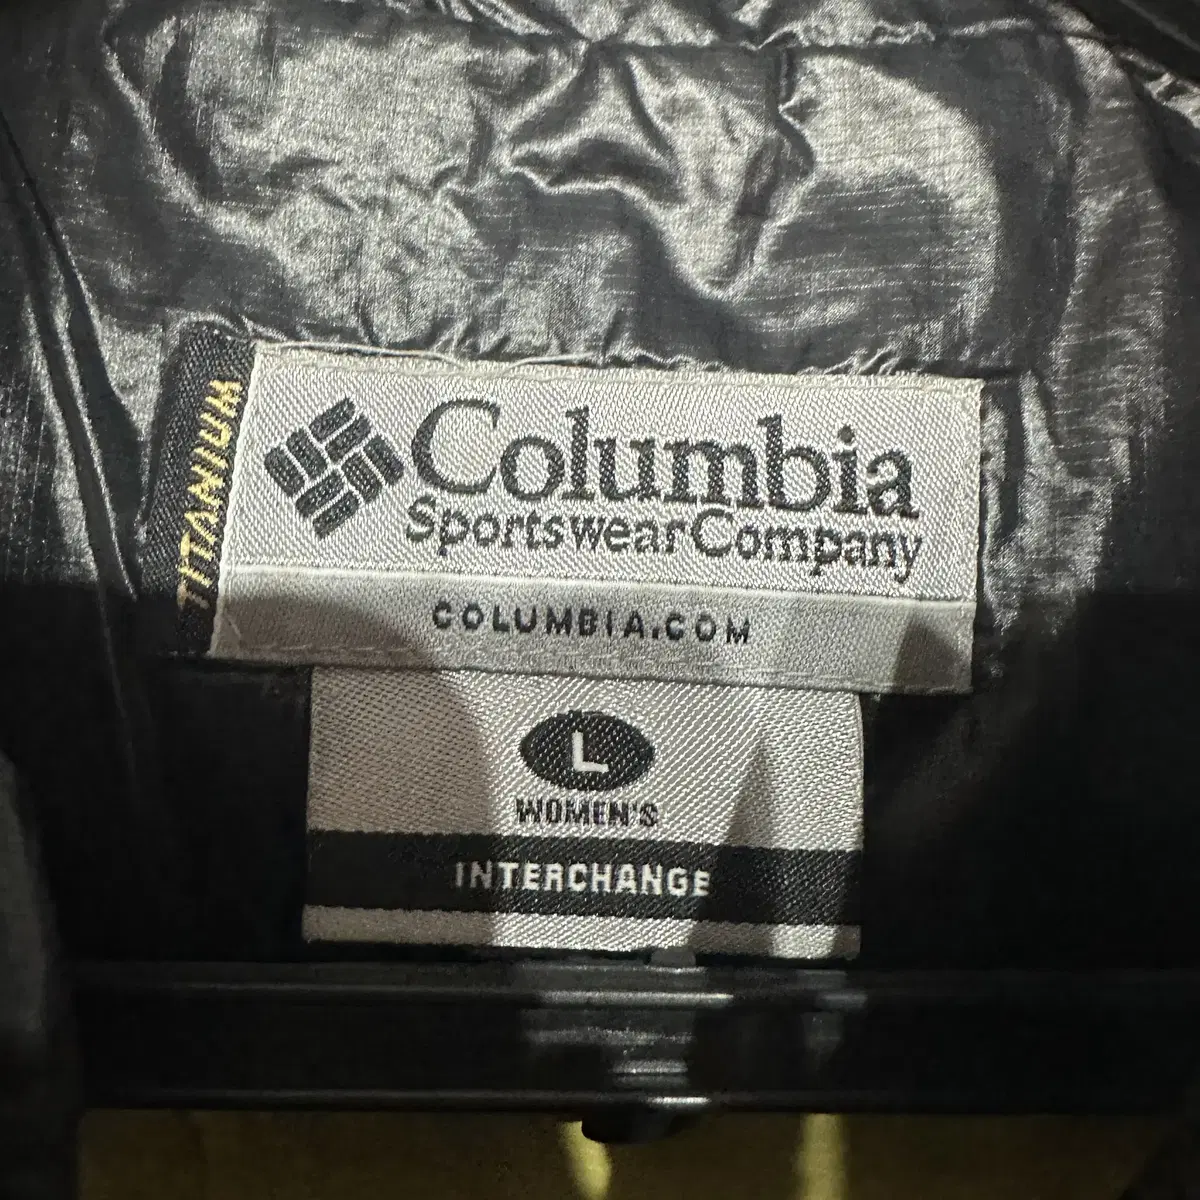 TITANIUM
Columbia
Sportswear Company
COLUMBIA.COM
L
WOMEN'S
INTERCHANGE